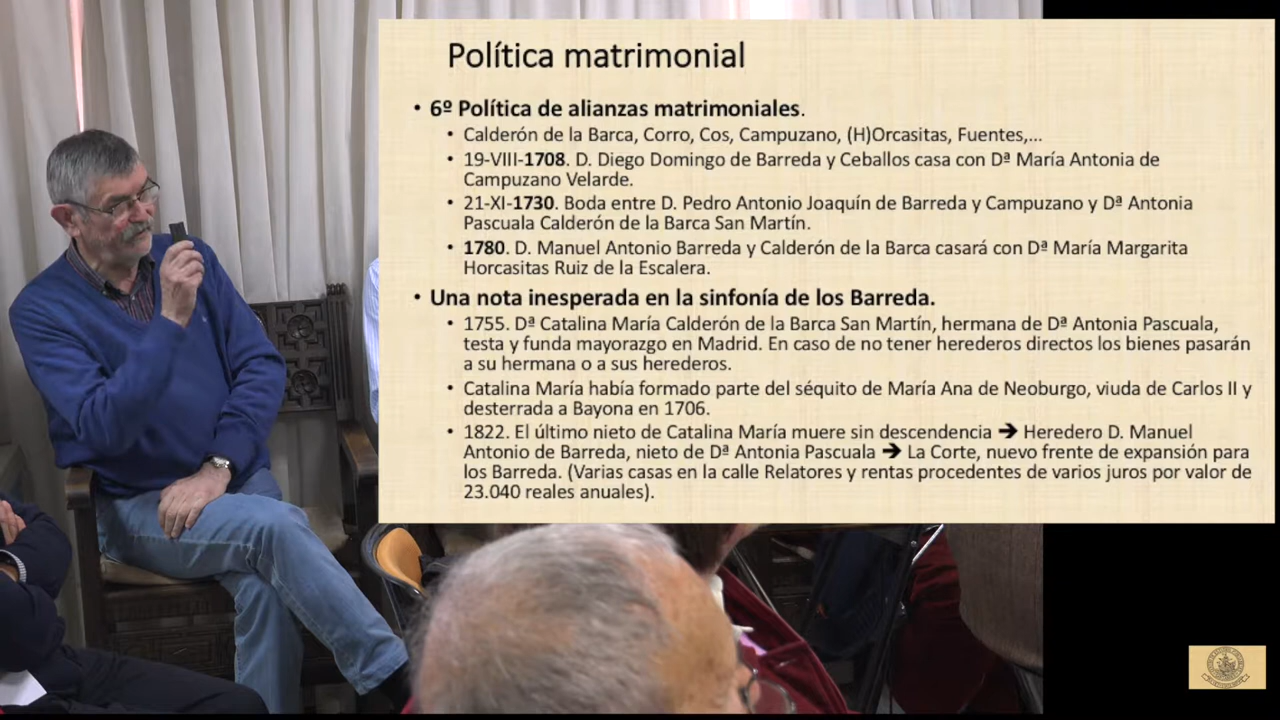 Política matrimonial
• 6º Política de alianzas matrimoniales.
• Calderón de la Barca, Corro, Cos, Campuzano, (H)Orcasitas, Fuentes,...
• 19-VIII-1708. D. Diego Domingo de Barreda y Ceballos casa con Dª María Antonia de
Campuzano Velarde.
• 21-XI-1730. Boda entre D. Pedro Antonio Joaquín de Barreda y Campuzano y Dª Antonia
Pascuala Calderón de la Barca San Martín.
• 1780. D. Manuel Antonio Barreda y Calderón de la Barca casará con Dª María Margarita
Horcasitas Ruiz de la Escalera.
• Una nota inesperada en la sinfonía de los Barreda.
• 1755. Dª Catalina María Calderón de la Barca San Martín, hermana de Dª Antonia Pascuala,
testa y funda mayorazgo en Madrid. En caso de no tener herederos directos los bienes pasarán
a su hermana o a sus herederos.
• Catalina María había formado parte del séquito de María Ana de Neoburgo, viuda de Carlos II y
desterrada a Bayona en 1706.
• 1822. El último nieto de Catalina María muere sin descendencia ➔ Heredero D. Manuel
Antonio de Barreda, nieto de Dª Antonia Pascuala ➔ La Corte, nuevo frente de expansión para
los Barreda. (Varias casas en la calle Relatores y rentas procedentes de varios juros por valor de
23.040 reales anuales).